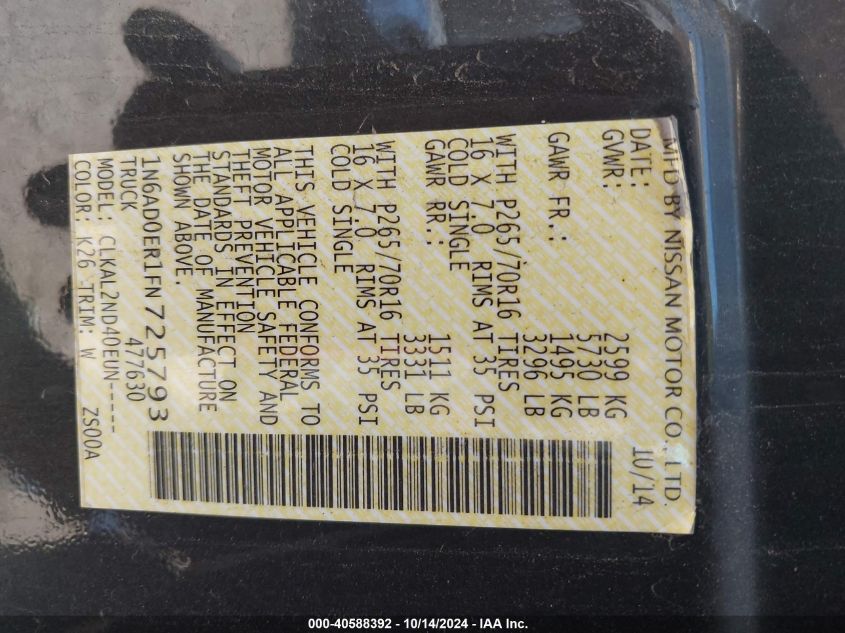 MFD BY NISSAN MOTOR CO., LTD.
DATE: 10/14
GVWR: 2599 KG
5730 LB
GAWR FR.: 1495 KG
3296 LB
WITH P265/70R16 TIRES
16 X 7.0 RIMS AT 35 PSI
COLD SINGLE
GAWR RR.: 1511 KG
3331 LB
WITH P265/70R16 TIRES
16 X 7.0 RIMS AT 35 PSI
COLD SINGLE
THIS VEHICLE CONFORMS TO
ALL APPLICABLE FEDERAL
MOTOR VEHICLE SAFETY AND
THEFT PREVENTION
STANDARDS IN EFFECT ON
THE DATE OF MANUFACTURE
SHOWN ABOVE.
1N6AD0ER1FN725793
TRUCK 477630
MODEL: CLKAL2ND40EUN-----
COLOR: K26 TRIM: W ZS00A
000-40588392 - 10/14/2024 - IAA Inc.